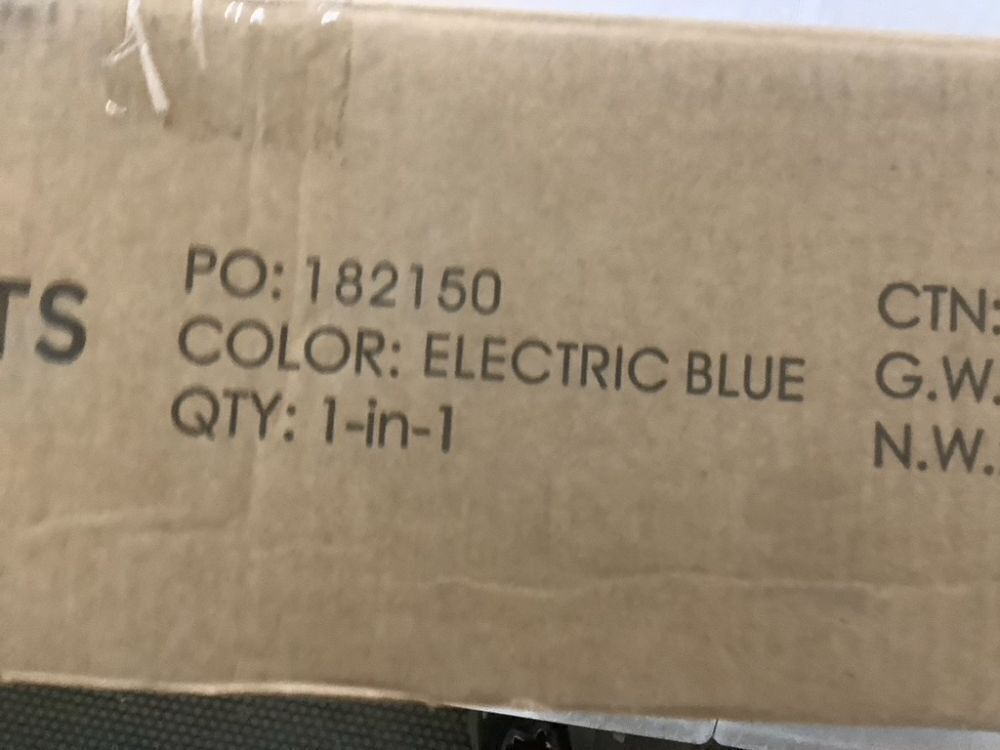 TS
PO: 182150
COLOR: ELECTRIC BLUE
QTY: 1-in-1
CTN:
G.W.
N.W.